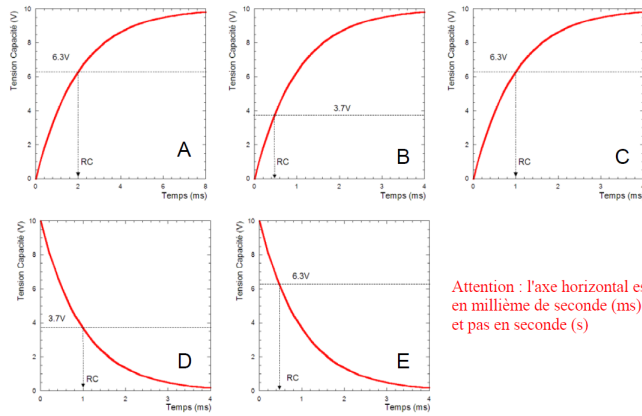 Tension Capacité (V)
10
8
6
4
2
0
6.3V
RC
A
0
2
4
6
8
Temps (ms)
Tension Capacité (V)
10
8
6
4
2
0
3.7V
RC
B
0
1
2
3
4
Temps (ms)
Tension Capacité (V)
10
8
6
4
2
0
6.3V
RC
C
0
1
2
3
Temps (ms)
Tension Capacité (V)
10
8
6
4
2
0
3.7V
RC
D
0
1
2
3
4
Temps (ms)
Tension Capacité (V)
10
8
6
4
2
0
6.3V
RC
E
0
1
2
3
4
Temps (ms)
Attention : l'axe horizontal es
en millième de seconde (ms)
et pas en seconde (s)